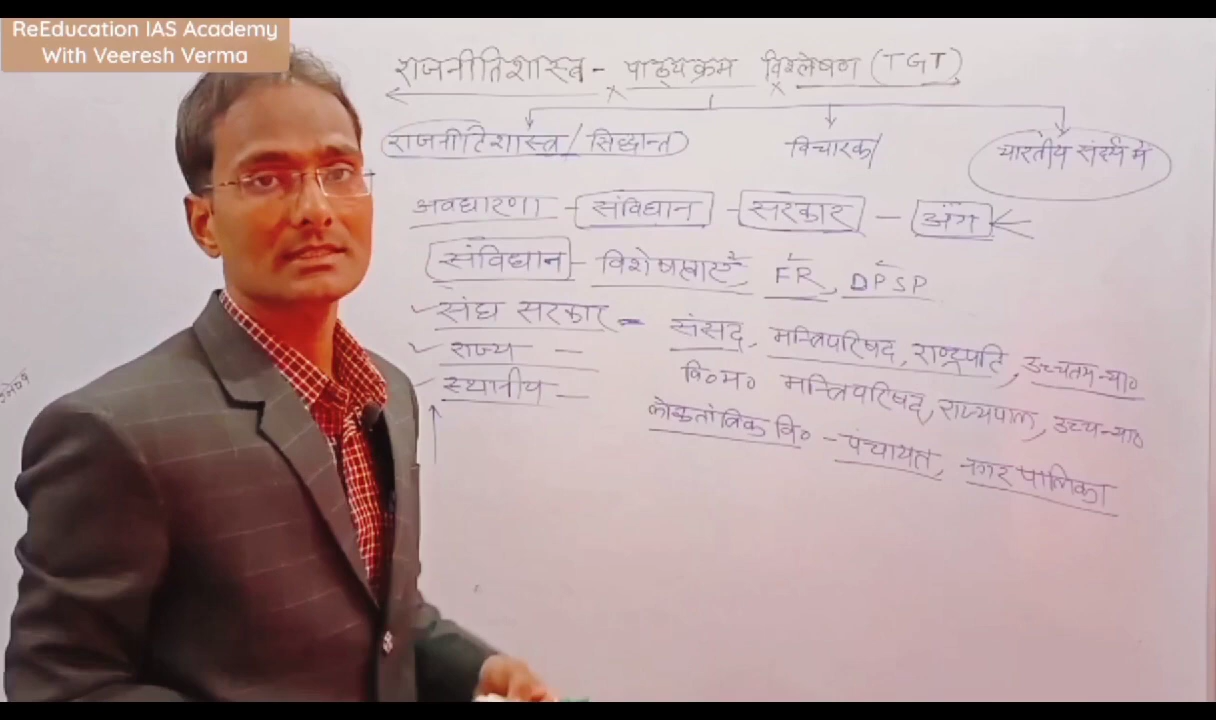 ReEducation IAS Academy
With Veeresh Verma
राजनीतिशास्त्र - पाठ्यक्रम विश्लेषण (TGT)
राजनीतिशास्त्र / सिद्धान्त विचारक भारतीय संदर्भ में
अवधारणा - संविधान - सरकार - अंग
संविधान - विशेषताएँ, FR, DPSP
संघ सरकार - संसद, मन्त्रिपरिषद, राष्ट्रपति, उच्चतम न्या०
राज्य - वि०म० मन्त्रिपरिषद्, राज्यपाल, उच्च न्या०
स्थानीय - लोकतांत्रिक वि० - पंचायत, नगरपालिका